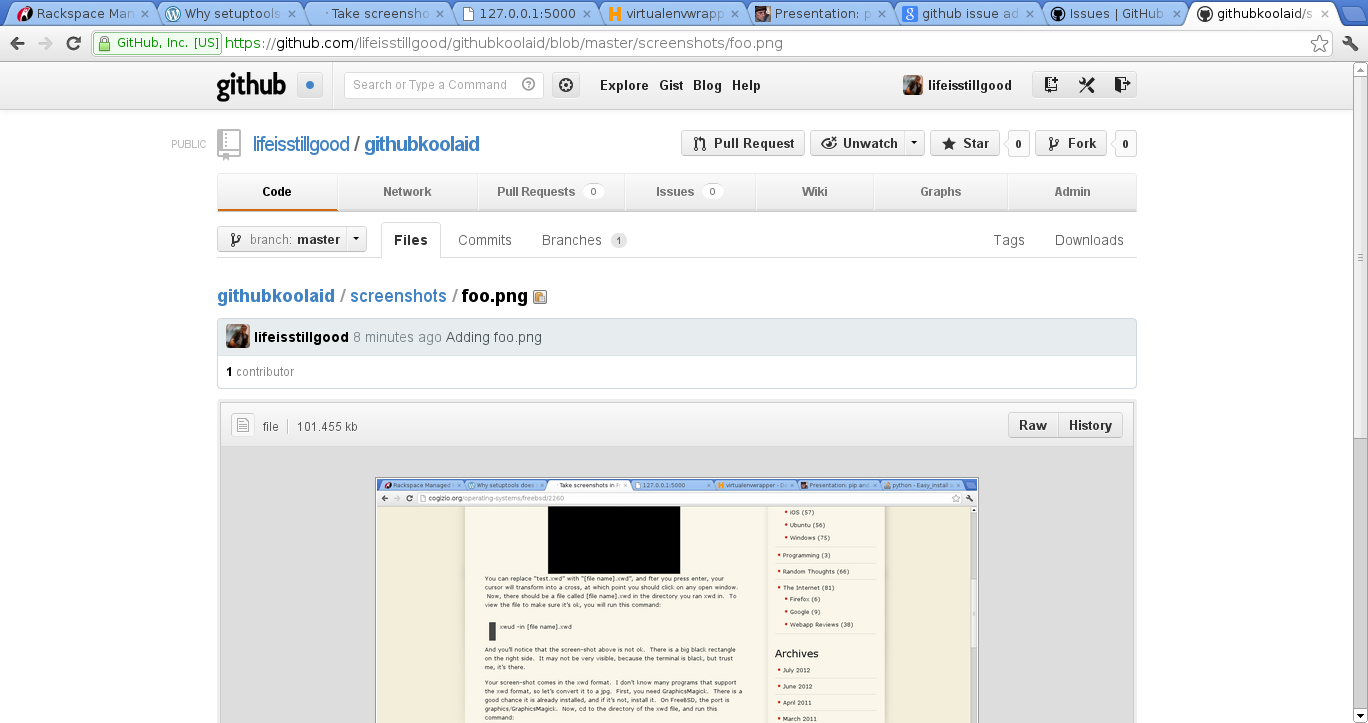 Rackspace Man
Why setuptools
Take screensho
127.0.0.1:5000
virtualenvwrapp
Presentation: p
github issue ad
Issues | GitHub
githubkoolaid/s
GitHub, Inc. [US] https://github.com/lifeisstillgood/githubkoolaid/blob/master/screenshots/foo.png
github
Search or Type a Command
Explore Gist Blog Help
lifeisstillgood
PUBLIC
lifeisstillgood / githubkoolaid
Pull Request
Unwatch
Star 0
Fork 0
Code
Network
Pull Requests 0
Issues 0
Wiki
Graphs
Admin
branch: master
Files
Commits
Branches 1
Tags
Downloads
githubkoolaid / screenshots / foo.png
lifeisstillgood 8 minutes ago Adding foo.png
1 contributor
file 101.455 kb
Raw History
Rackspace Managed
Why setuptools does
Take screenshots in F
127.0.0.1:5000
virtualenvwrapper - D
Presentation: pip and
python - Easy_install
cogizio.org/operating-systems/freebsd/2260
You can replace "test.xwd" with "[file name].xwd", and fter you press enter, your
cursor will transform into a cross, at which point you should click on any open window.
Now, there should be a file called [file name].xwd in the directory you ran xwd in. To
view the file to make sure it's ok, you will run this command:
xwud -in [file name].xwd
And you'll notice that the screen-shot above is not ok. There is a big black rectangle
on the right side. It may not be very visible, because the terminal is black, but trust
me, it's there.
Your screen-shot comes in the xwd format. I don't know many programs that support
the xwd format, so let's convert it to a jpg. First, you need GraphicsMagick. There is a
good chance it is already installed, and if it's not, install it. On FreeBSD, the port is
graphics/GraphicsMagick. Now, cd to the directory of the xwd file, and run this
command:
iOS (57)
Ubuntu (56)
Windows (75)
Programming (3)
Random Thoughts (66)
The Internet (81)
Firefox (6)
Google (9)
Webapp Reviews (38)
Archives
July 2012
June 2012
April 2011
March 2011